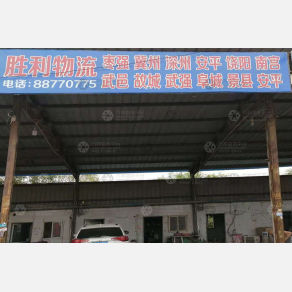 胜利物流 枣强 冀州 深州 安平 饶阳 南宫
电话:88770775 武邑 故城 武强 阜城 景县 安平